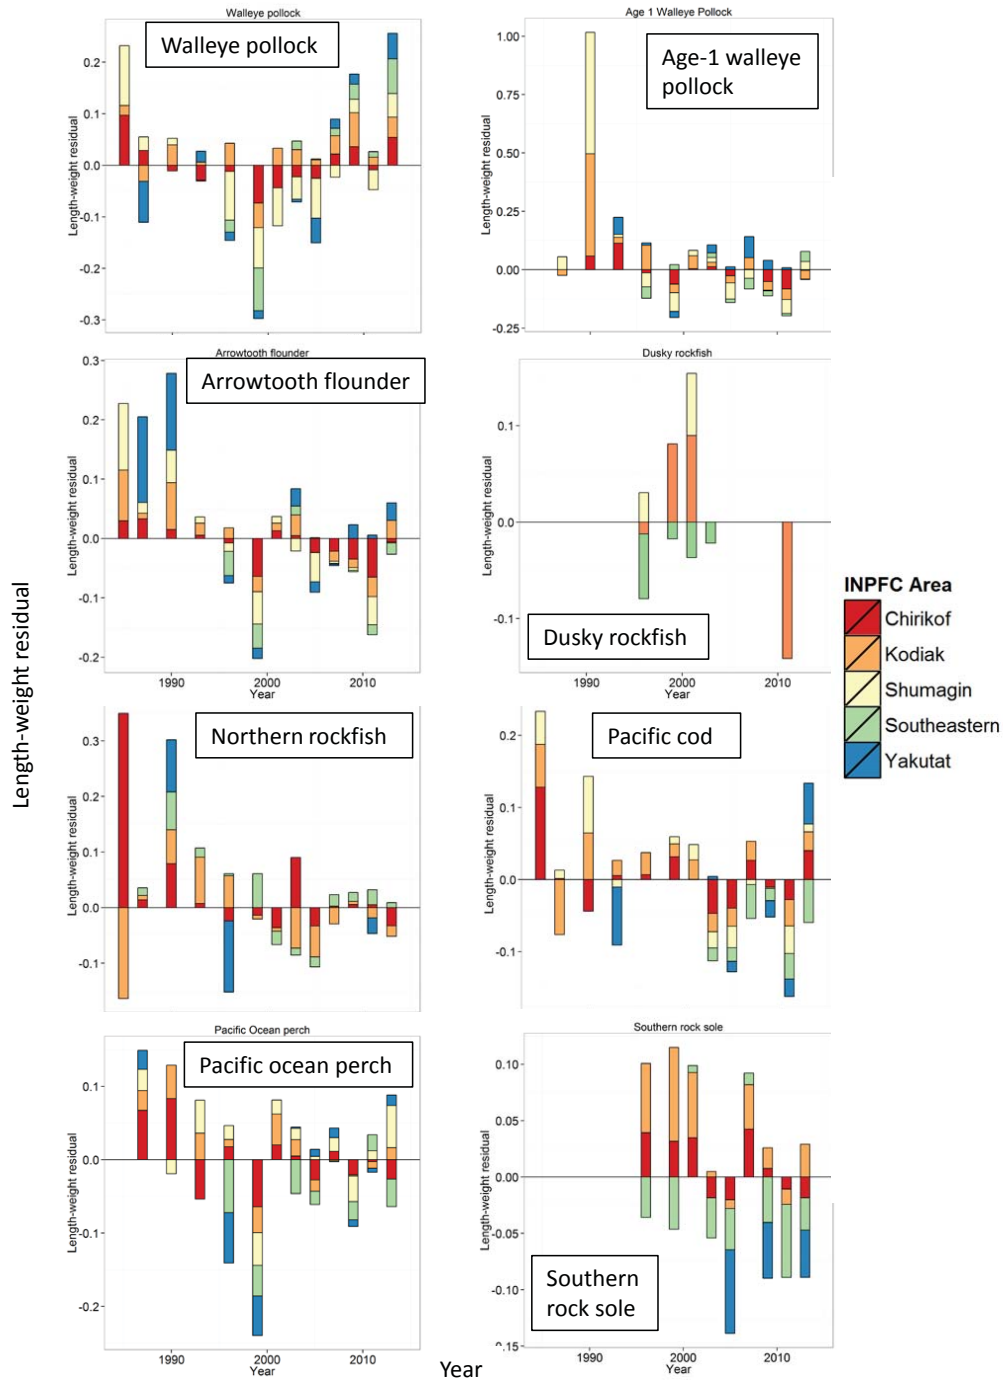 Walleye pollock
Walleye pollock
0.2
0.1
0.0
-0.1
-0.2
-0.3
Length-weight residual
Age 1 Walleye Pollock
Age-1 walleye
pollock
1.00
0.75
0.50
0.25
0.00
-0.25
Length-weight residual
Arrowtooth flounder
Arrowtooth flounder
0.3
0.2
0.1
0.0
-0.1
-0.2
Length-weight residual
1990
2000
2010
Year
Dusky rockfish
Dusky rockfish
0.1
0.0
-0.1
Length-weight residual
1990
2000
2010
Year
Length-weight residual
INPFC Area
Chirikof
Kodiak
Shumagin
Southeastern
Yakutat
Northern rockfish
0.3
0.2
0.1
0.0
-0.1
Length-weight residual
Pacific cod
0.2
0.1
0.0
-0.1
Length-weight residual
Pacific Ocean perch
Pacific ocean perch
0.1
0.0
-0.1
-0.2
Length-weight residual
1990
2000
2010
Year
Southern rock sole
Southern
rock sole
0.10
0.05
0.00
-0.05
-0.10
0.15
Length-weight residual
1990
2000
2010
Year
Year